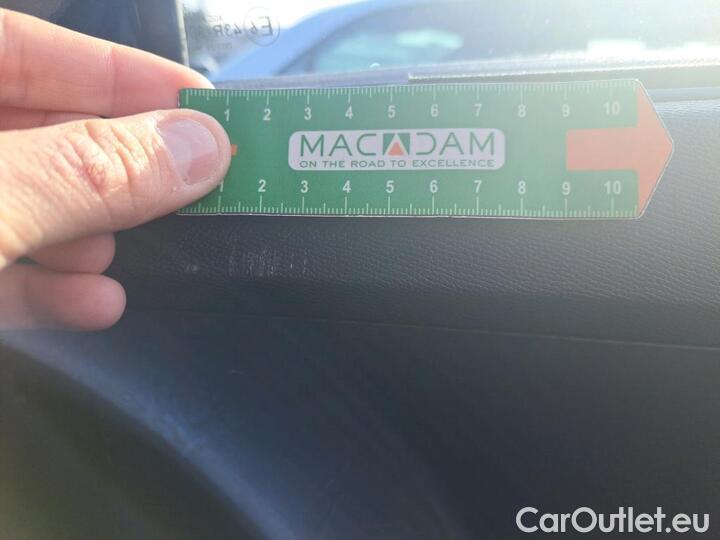 1 2 3 4 5 6 7 8 9 10
MACADAM
ON THE ROAD TO EXCELLENCE
1 2 3 4 5 6 7 8 9 10
CarOutlet.eu